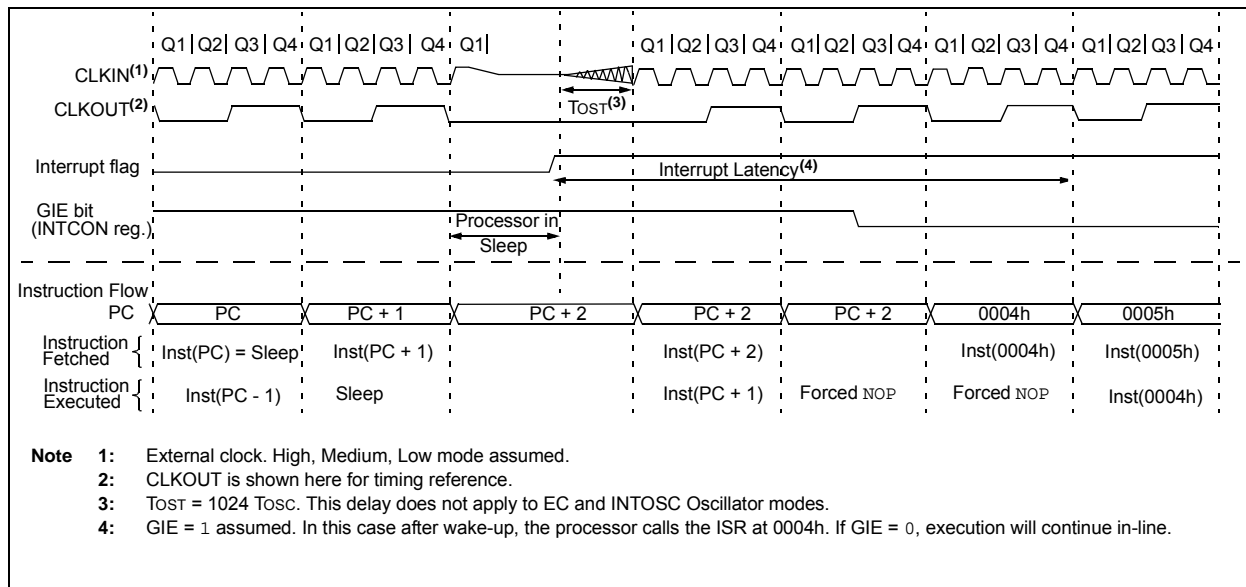 Q1 Q2 Q3 Q4 Q1 Q2 Q3 Q4 Q1 Q1 Q2 Q3 Q4 Q1 Q2 Q3 Q4 Q1 Q2 Q3 Q4 Q1 Q2 Q3 Q4
CLKIN(1)
CLKOUT(2)
TOST(3)
Interrupt flag
Interrupt Latency(4)
GIE bit
(INTCON reg.)
Processor in
Sleep
Instruction Flow
PC PC PC + 1 PC + 2 PC + 2 PC + 2 0004h 0005h
Instruction
Fetched
Inst(PC) = Sleep Inst(PC + 1) Inst(PC + 2) Inst(0004h) Inst(0005h)
Instruction
Executed
Inst(PC - 1) Sleep Inst(PC + 1) Forced NOP Forced NOP Inst(0004h)
Note 1: External clock. High, Medium, Low mode assumed.
2: CLKOUT is shown here for timing reference.
3: TOST = 1024 TOSC. This delay does not apply to EC and INTOSC Oscillator modes.
4: GIE = 1 assumed. In this case after wake-up, the processor calls the ISR at 0004h. If GIE = 0, execution will continue in-line.